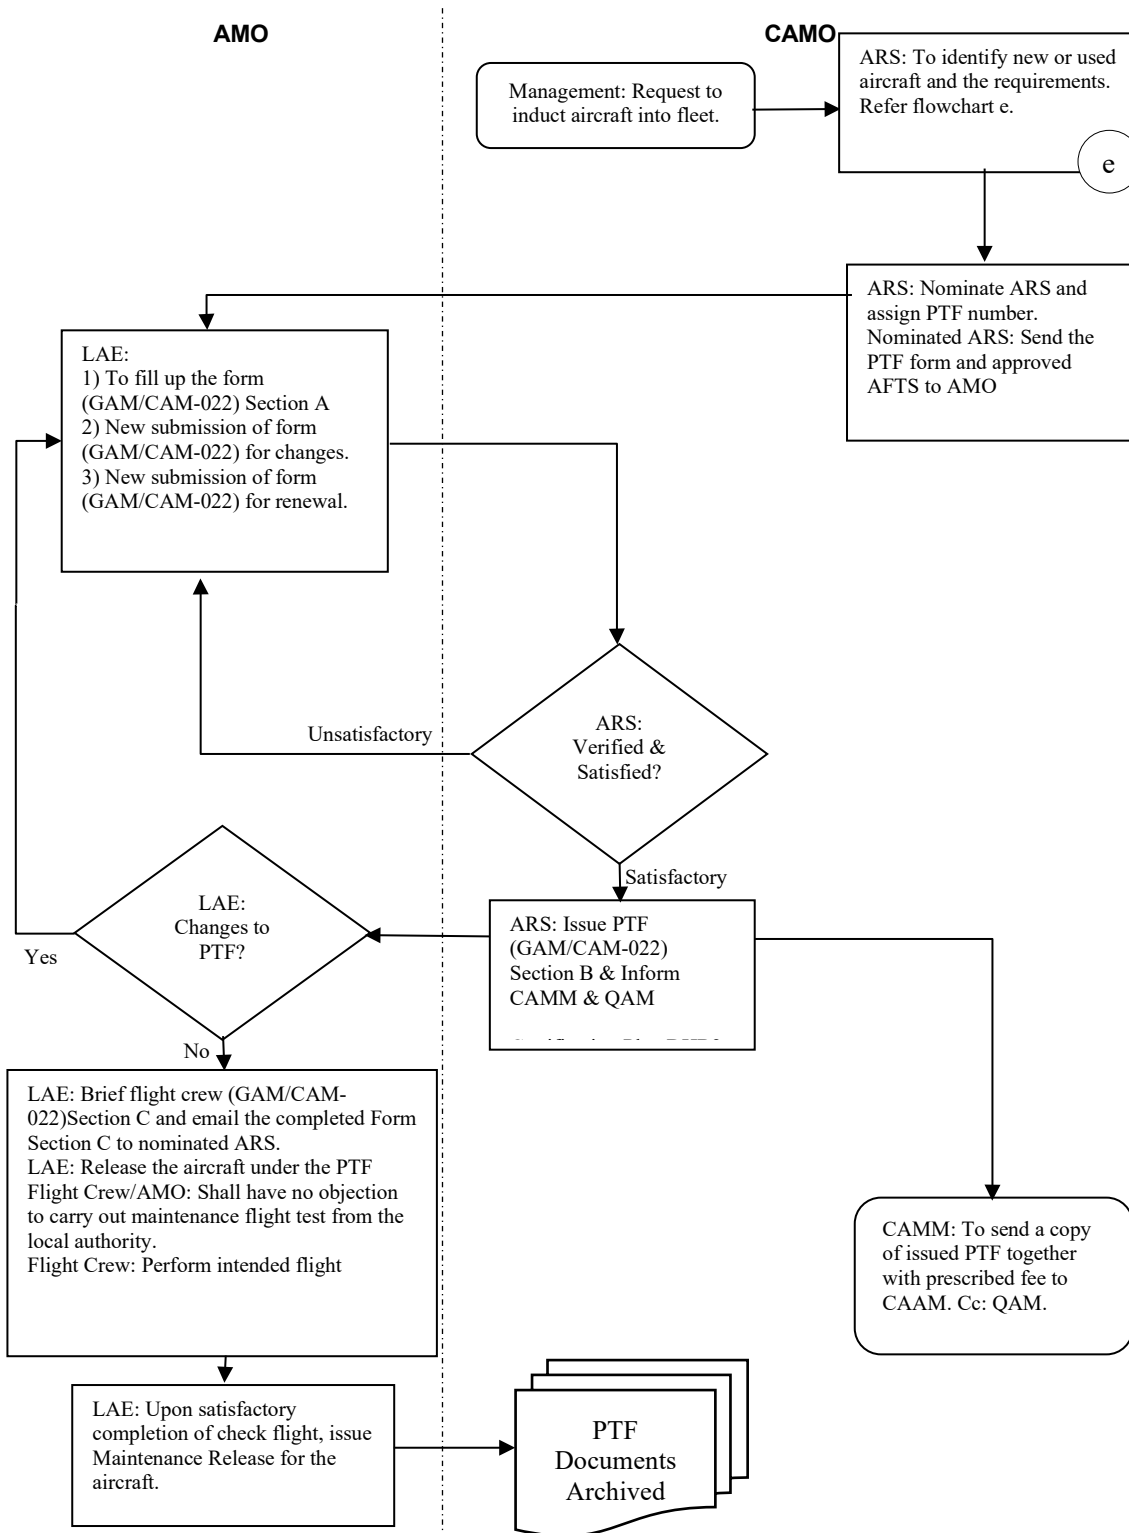 AMO
CAMO
Management: Request to
induct aircraft into fleet.
ARS: To identify new or used
aircraft and the requirements.
Refer flowchart e.
e
ARS: Nominate ARS and
assign PTF number.
Nominated ARS: Send the
PTF form and approved
AFTS to AMO
LAE:
1) To fill up the form
(GAM/CAM-022) Section A
2) New submission of form
(GAM/CAM-022) for changes.
3) New submission of form
(GAM/CAM-022) for renewal.
ARS:
Verified &
Satisfied?
Unsatisfactory
Satisfactory
LAE:
Changes to
PTF?
Yes
No
ARS: Issue PTF
(GAM/CAM-022)
Section B & Inform
CAMM & QAM
LAE: Brief flight crew (GAM/CAM-
022)Section C and email the completed Form
Section C to nominated ARS.
LAE: Release the aircraft under the PTF
Flight Crew/AMO: Shall have no objection
to carry out maintenance flight test from the
local authority.
Flight Crew: Perform intended flight
CAMM: To send a copy
of issued PTF together
with prescribed fee to
CAAM. Cc: QAM.
LAE: Upon satisfactory
completion of check flight, issue
Maintenance Release for the
aircraft.
PTF
Documents
Archived